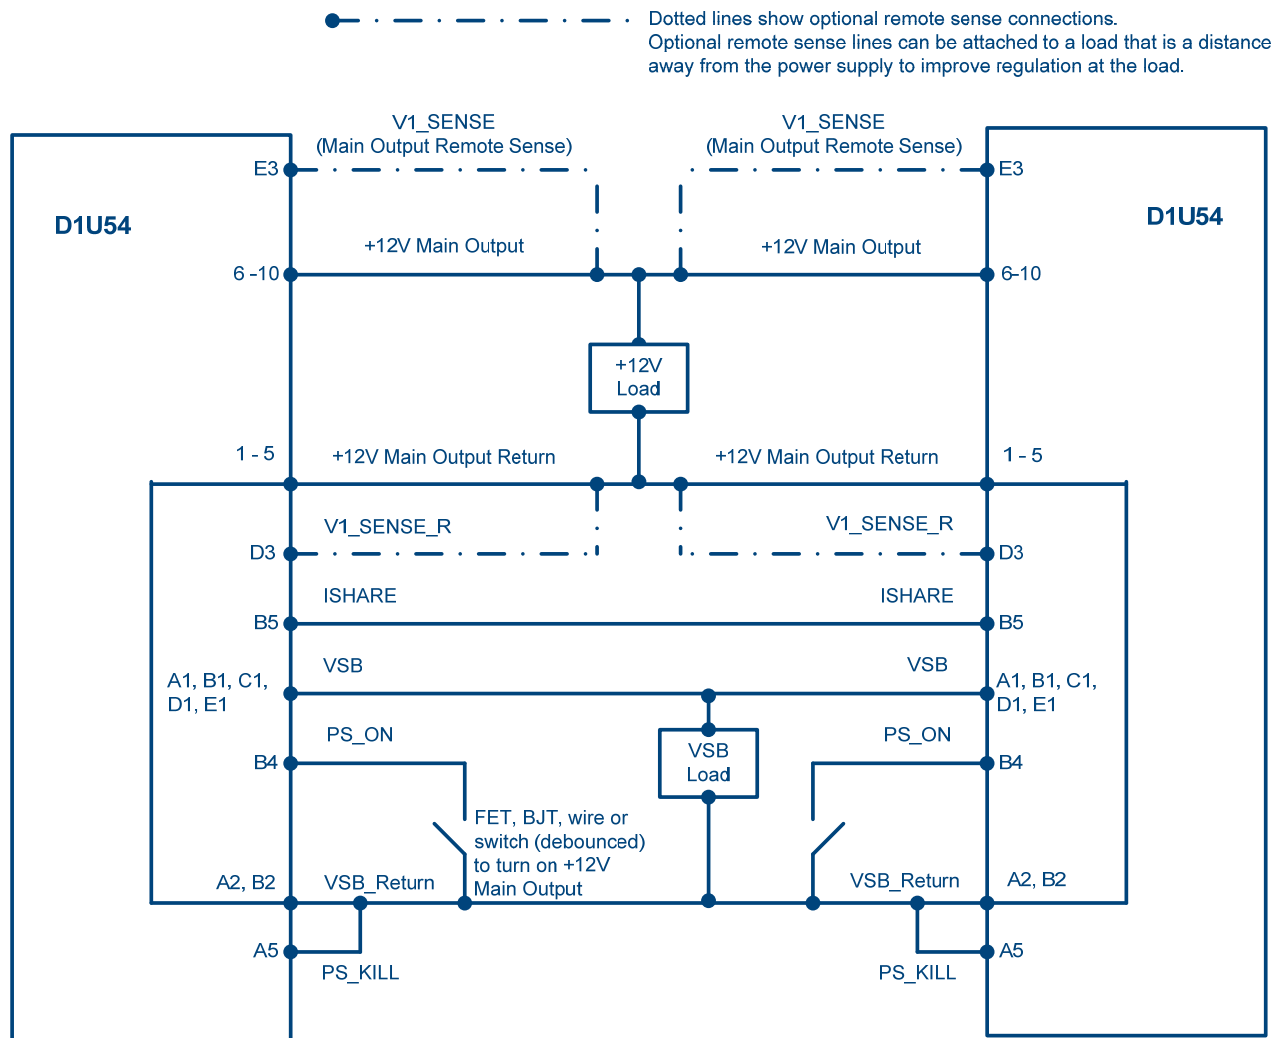 Dotted lines show optional remote sense connections.
Optional remote sense lines can be attached to a load that is a distance
away from the power supply to improve regulation at the load.
V1_SENSE
(Main Output Remote Sense)
V1_SENSE
(Main Output Remote Sense)
E3
E3
D1U54
D1U54
+12V Main Output
+12V Main Output
6 -10
6-10
+12V
Load
1 - 5
+12V Main Output Return
+12V Main Output Return
1 - 5
V1_SENSE_R
V1_SENSE_R
D3
D3
ISHARE
ISHARE
B5
B5
VSB
VSB
A1, B1, C1,
D1, E1
A1, B1, C1,
D1, E1
PS_ON
PS_ON
B4
B4
VSB
Load
FET, BJT, wire or
switch (debounced)
to turn on +12V
Main Output
A2, B2
VSB_Return
VSB_Return
A2, B2
A5
A5
PS_KILL
PS_KILL